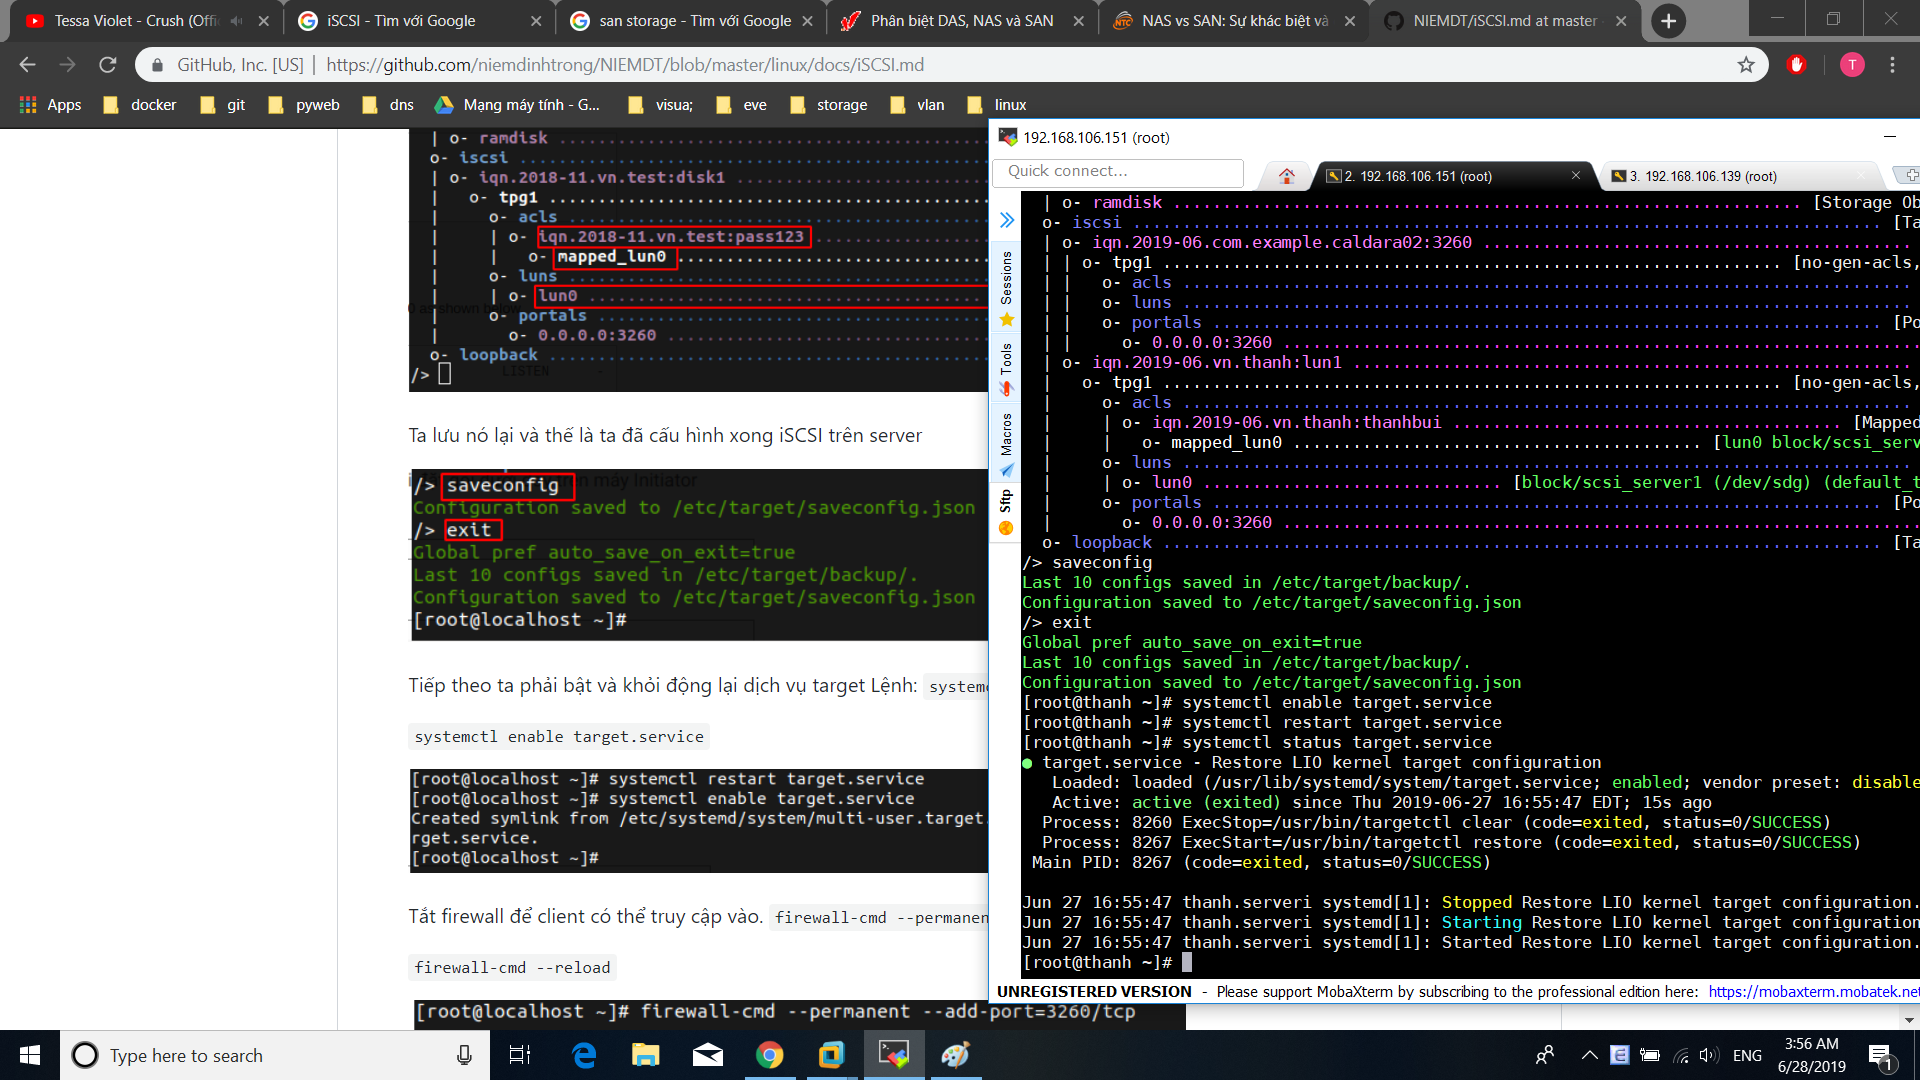 Tessa Violet - Crush (Offi
iSCSI - Tìm với Google
san storage - Tìm với Google
Phân biệt DAS, NAS và SAN
NAS vs SAN: Sự khác biệt và
NIEMDT/iSCSI.md at master
GitHub, Inc. [US] | https://github.com/niemdinhtrong/NIEMDT/blob/master/linux/docs/iSCSI.md
T
Apps docker git pyweb dns Mạng máy tính - G... visua; eve storage vlan linux
| o- ramdisk
o- iscsi
| o- iqn.2018-11.vn.test:disk1
| o- tpg1
| o- acls
| | o- iqn.2018-11.vn.test:pass123
| | o- mapped_lun0
| o- luns
| | o- lun0
| o- portals
| o- 0.0.0.0:3260
o- loopback
/>
Ta lưu nó lại và thế là ta đã cấu hình xong iSCSI trên server
/> saveconfig
Configuration saved to /etc/target/saveconfig.json
/> exit
Global pref auto_save_on_exit=true
Last 10 configs saved in /etc/target/backup/.
Configuration saved to /etc/target/saveconfig.json
[root@localhost ~]#
Tiếp theo ta phải bật và khỏi động lại dịch vụ target Lệnh: systemc
systemctl enable target.service
[root@localhost ~]# systemctl restart target.service
[root@localhost ~]# systemctl enable target.service
Created symlink from /etc/systemd/system/multi-user.target.
rget.service.
[root@localhost ~]#
Tắt firewall để client có thể truy cập vào. firewall-cmd --permanen
firewall-cmd --reload
[root@localhost ~]# firewall-cmd --permanent --add-port=3260/tcp
192.168.106.151 (root)
Quick connect...
2. 192.168.106.151 (root)
3. 192.168.106.139 (root)
Sessions
Tools
Macros
Sftp
| o- ramdisk ............................................................... [Storage Ob
o- iscsi ....................................................................... [Ta
| o- iqn.2019-06.com.example.caldara02:3260 ...........................................
| | o- tpg1 .............................................................. [no-gen-acls,
| | o- acls .........................................................................
| | o- luns .........................................................................
| | o- portals ................................................................... [Po
| | o- 0.0.0.0:3260 ................................................................
| o- iqn.2019-06.vn.thanh:lun1 ........................................................
| o- tpg1 .............................................................. [no-gen-acls,
| o- acls .........................................................................
| | o- iqn.2019-06.vn.thanh:thanhbui ......................................... [Mapped
| | o- mapped_lun0 ......................................... [lun0 block/scsi_serv
| o- luns .........................................................................
| | o- lun0 .............................. [block/scsi_server1 (/dev/sdg) (default_t
| o- portals ................................................................... [Po
| o- 0.0.0.0:3260 ................................................................
o- loopback .................................................................... [Ta
/> saveconfig
Last 10 configs saved in /etc/target/backup/.
Configuration saved to /etc/target/saveconfig.json
/> exit
Global pref auto_save_on_exit=true
Last 10 configs saved in /etc/target/backup/.
Configuration saved to /etc/target/saveconfig.json
[root@thanh ~]# systemctl enable target.service
[root@thanh ~]# systemctl restart target.service
[root@thanh ~]# systemctl status target.service
● target.service - Restore LIO kernel target configuration
Loaded: loaded (/usr/lib/systemd/system/target.service; enabled; vendor preset: disable
Active: active (exited) since Thu 2019-06-27 16:55:47 EDT; 15s ago
Process: 8260 ExecStop=/usr/bin/targetctl clear (code=exited, status=0/SUCCESS)
Process: 8267 ExecStart=/usr/bin/targetctl restore (code=exited, status=0/SUCCESS)
Main PID: 8267 (code=exited, status=0/SUCCESS)
Jun 27 16:55:47 thanh.serveri systemd[1]: Stopped Restore LIO kernel target configuration.
Jun 27 16:55:47 thanh.serveri systemd[1]: Starting Restore LIO kernel target configuration
Jun 27 16:55:47 thanh.serveri systemd[1]: Started Restore LIO kernel target configuration.
[root@thanh ~]#
UNREGISTERED VERSION - Please support MobaXterm by subscribing to the professional edition here: https://mobaxterm.mobatek.net
Type here to search
ENG
3:56 AM
6/28/2019
1